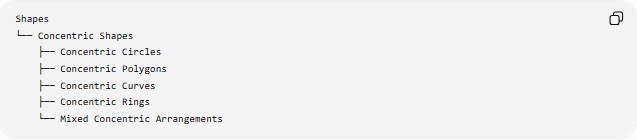 Shapes
└── Concentric Shapes
    ├── Concentric Circles
    ├── Concentric Polygons
    ├── Concentric Curves
    ├── Concentric Rings
    └── Mixed Concentric Arrangements